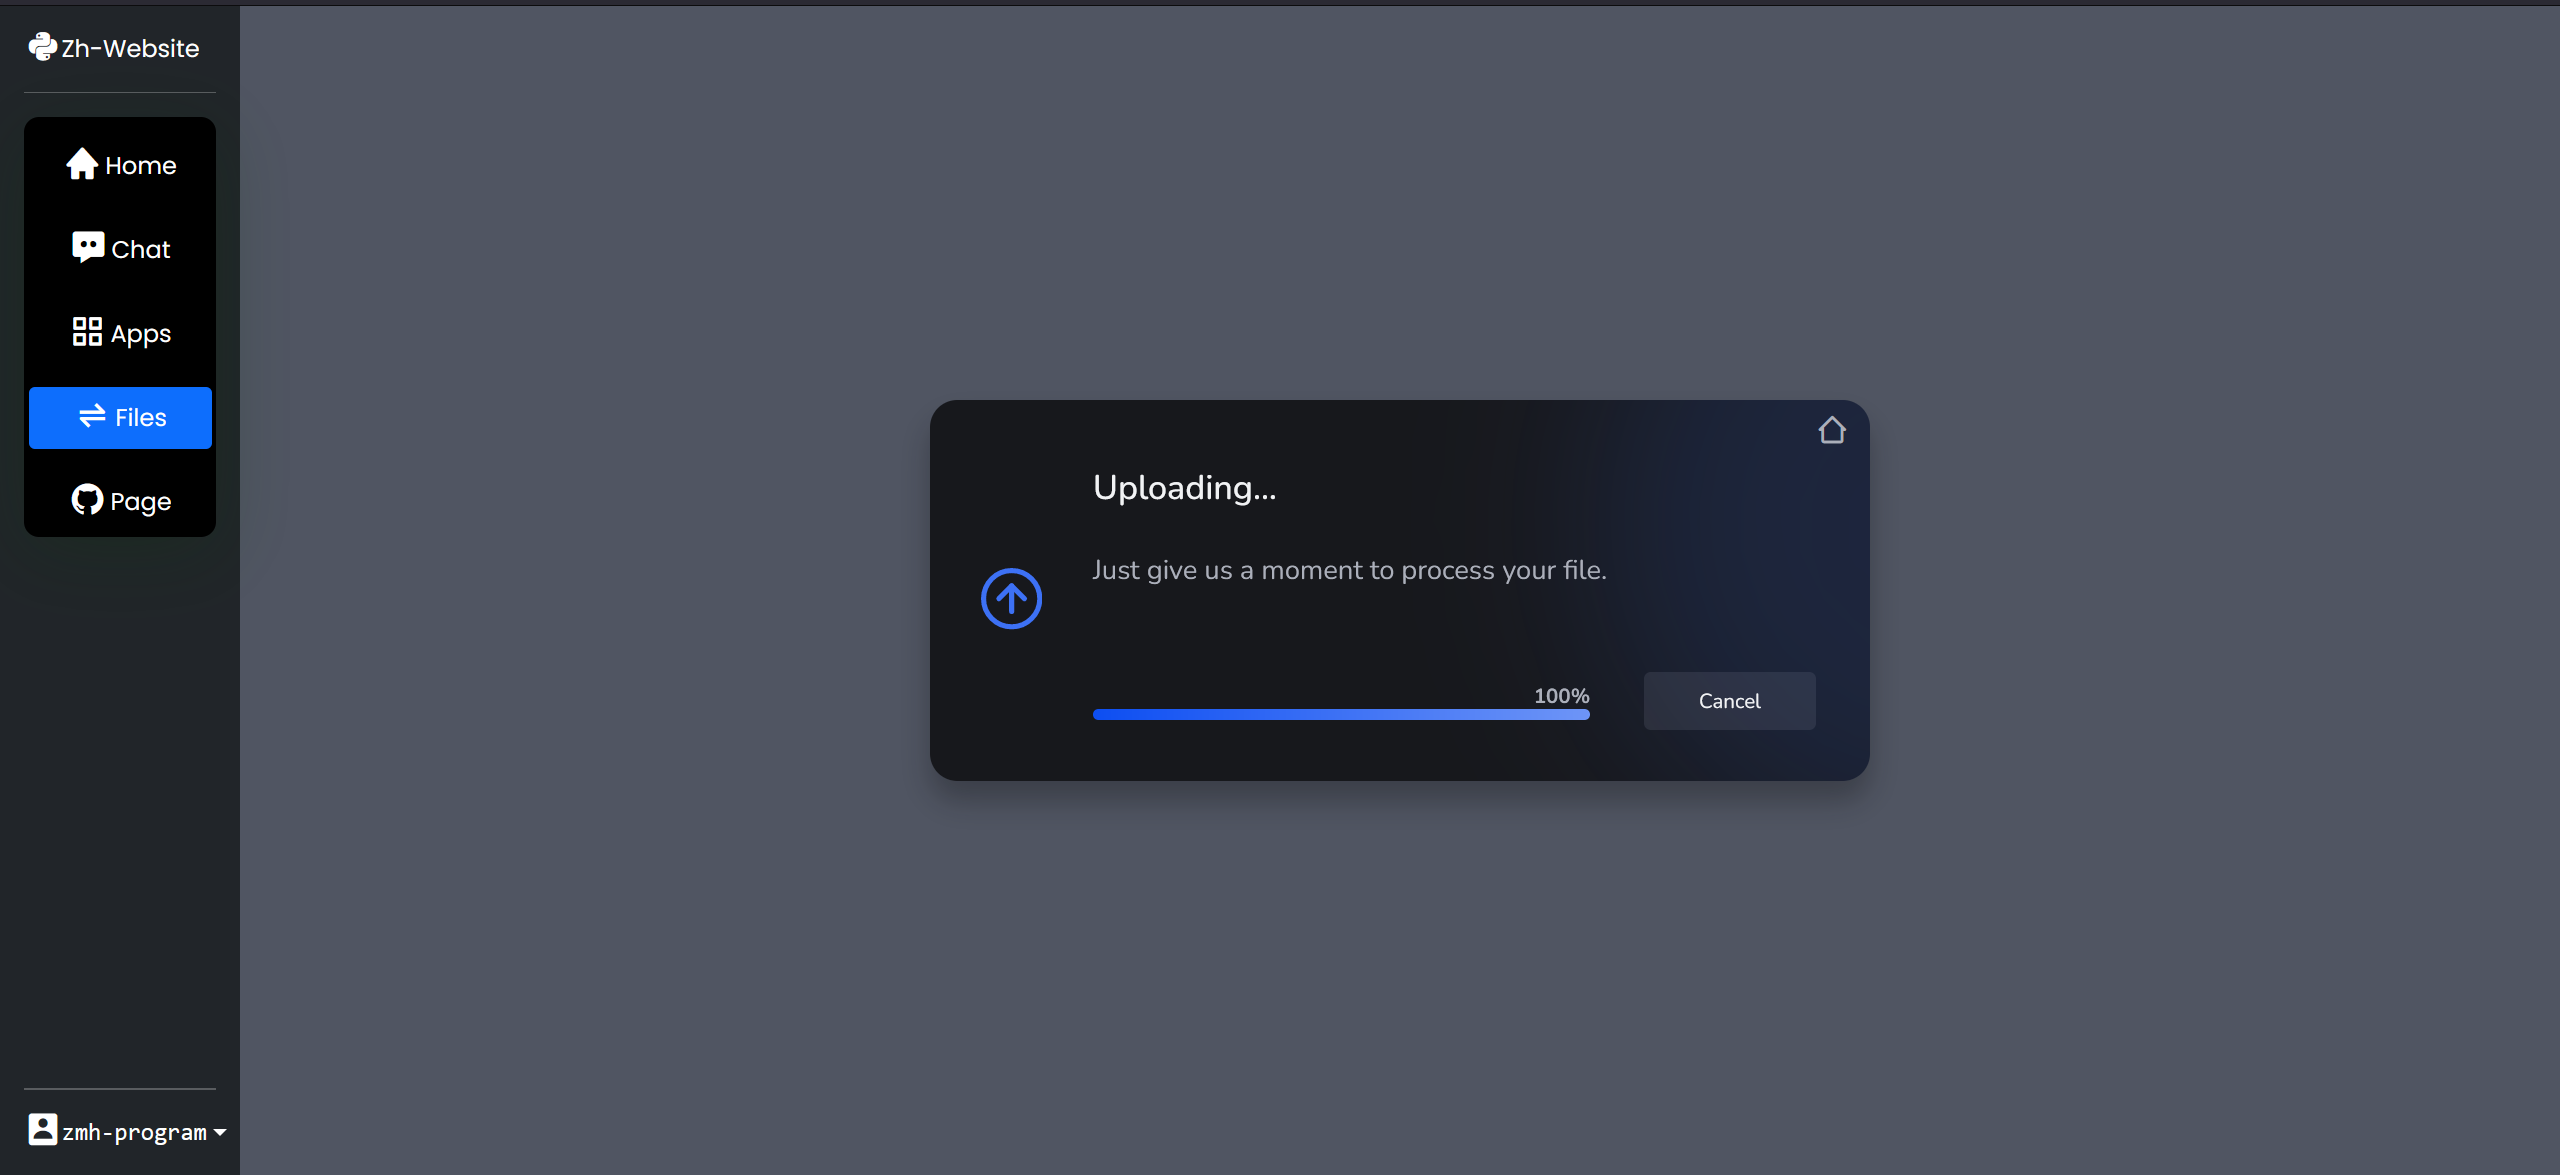 Zh-Website
Home
Chat
Apps
Files
Page
Uploading...
Just give us a moment to process your file.
100%
Cancel
zmh-program